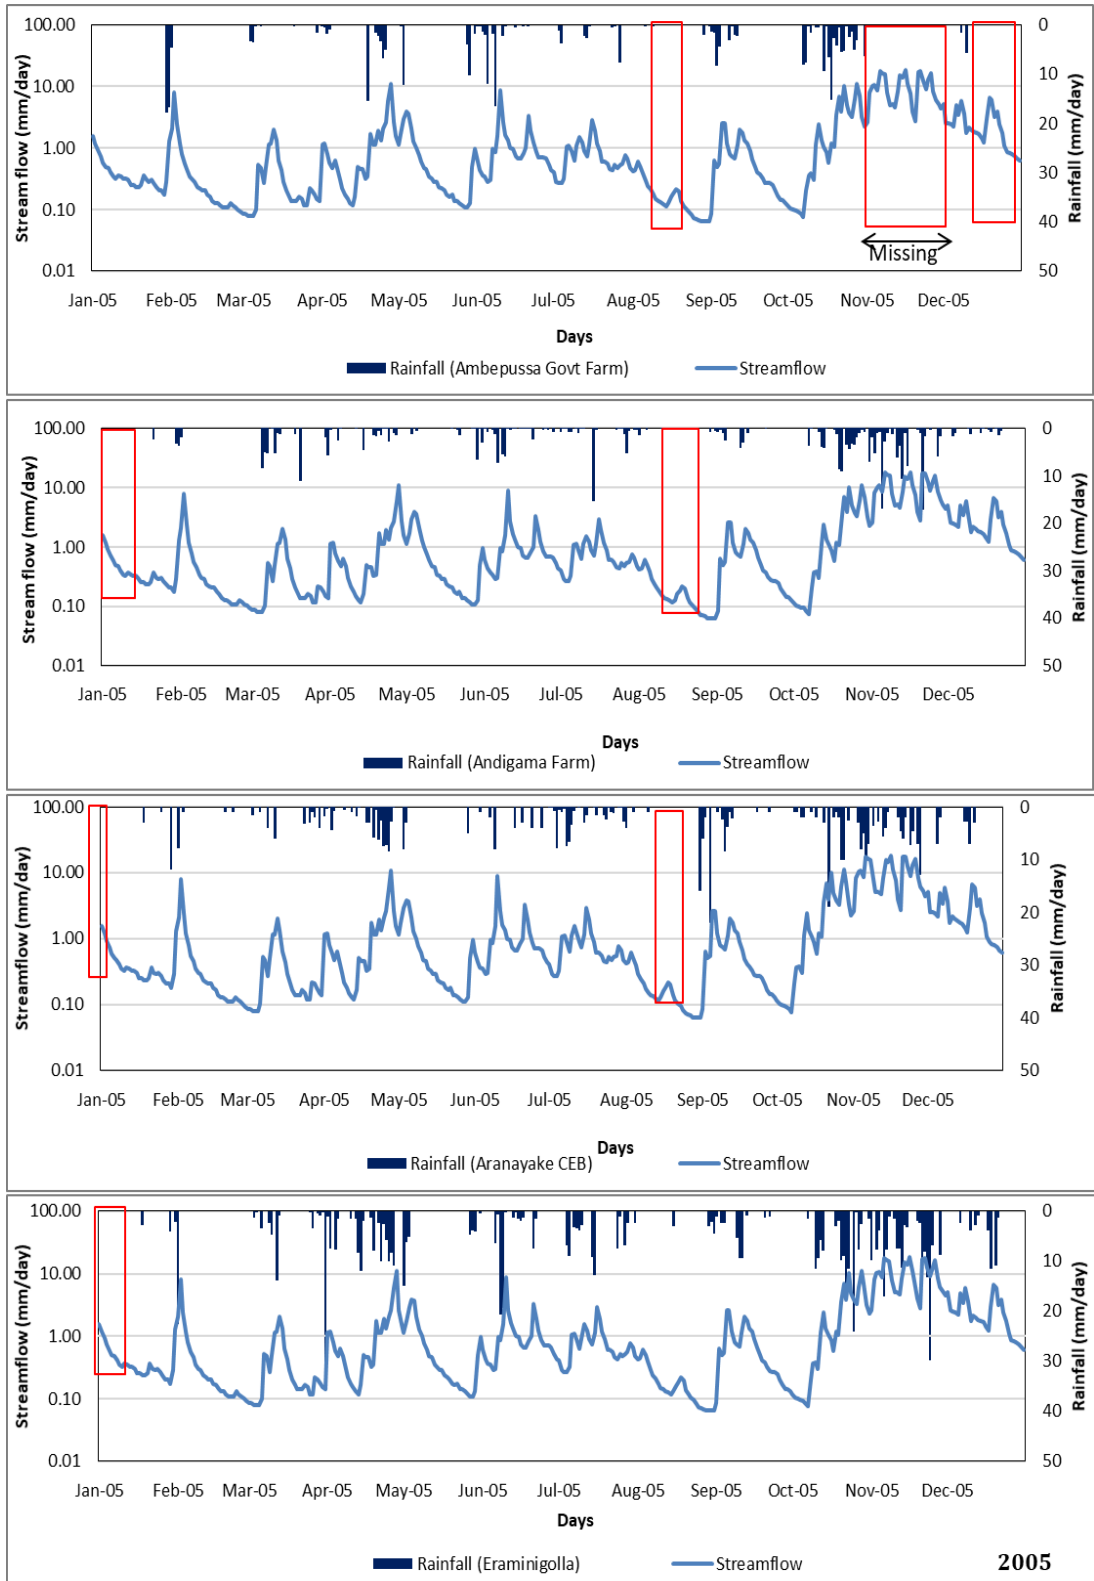 100.00
10.00
1.00
0.10
0.01
Stream flow (mm/day)
0
10
20
30
40
50
Rainfall (mm/day)
Missing
Jan-05 Feb-05 Mar-05 Apr-05 May-05 Jun-05 Jul-05 Aug-05 Sep-05 Oct-05 Nov-05 Dec-05
Days
Rainfall (Ambepussa Govt Farm) Streamflow
100.00
10.00
1.00
0.10
0.01
Stream flow (mm/day)
0
10
20
30
40
50
Rainfall (mm/day)
Jan-05 Feb-05 Mar-05 Apr-05 May-05 Jun-05 Jul-05 Aug-05 Sep-05 Oct-05 Nov-05 Dec-05
Days
Rainfall (Andigama Farm) Streamflow
100.00
10.00
1.00
0.10
0.01
Streamflow (mm/day)
0
10
20
30
40
50
Rainfall (mm/day)
Jan-05 Feb-05 Mar-05 Apr-05 May-05 Jun-05 Jul-05 Aug-05 Sep-05 Oct-05 Nov-05 Dec-05
Days
Rainfall (Aranayake CEB) Streamflow
100.00
10.00
1.00
0.10
0.01
Streamflow (mm/day)
0
10
20
30
40
50
Rainfall (mm/day)
Jan-05 Feb-05 Mar-05 Apr-05 May-05 Jun-05 Jul-05 Aug-05 Sep-05 Oct-05 Nov-05 Dec-05
Days
Rainfall (Eraminigolla) Streamflow 2005